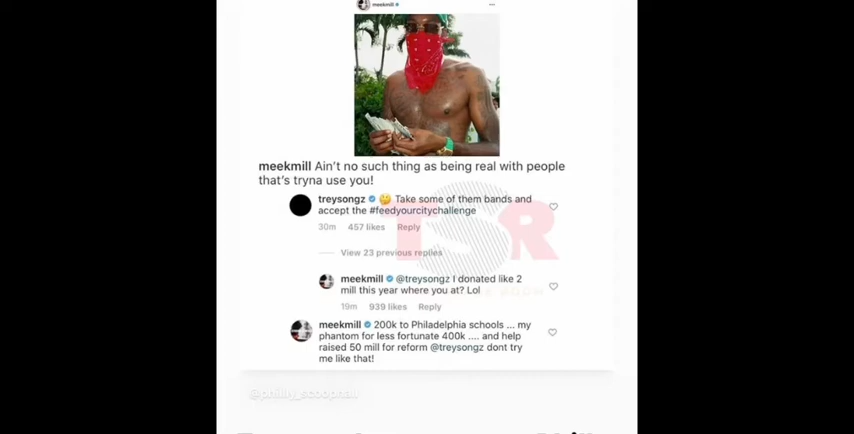 meekmill
meekmill Ain't no such thing as being real with people
that's tryna use you!
treysongz 🤔 Take some of them bands and
accept the #feedyourcitychallenge
30m 457 likes Reply
View 23 previous replies
meekmill @treysongz I donated like 2
mill this year where you at? Lol
19m 939 likes Reply
meekmill 200k to Philadelphia schools ... my
phantom for less fortunate 400k .... and help
raised 50 mill for reform @treysongz dont try
me like that!
TSR
ROOM